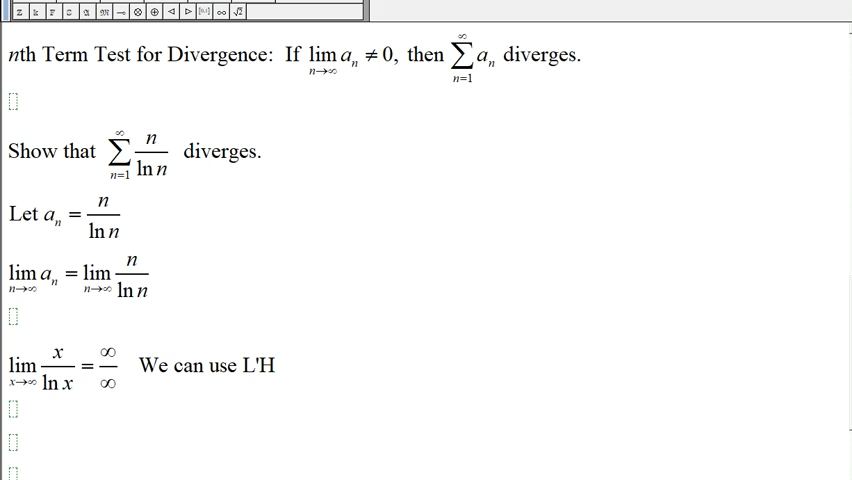 nth Term Test for Divergence: If lim_{n→∞} a_n ≠ 0, then ∑_{n=1}^{∞} a_n diverges.
Show that ∑_{n=1}^{∞} n/ln n diverges.
Let a_n = n/ln n
lim_{n→∞} a_n = lim_{n→∞} n/ln n
lim_{x→∞} x/ln x = ∞/∞ We can use L'H